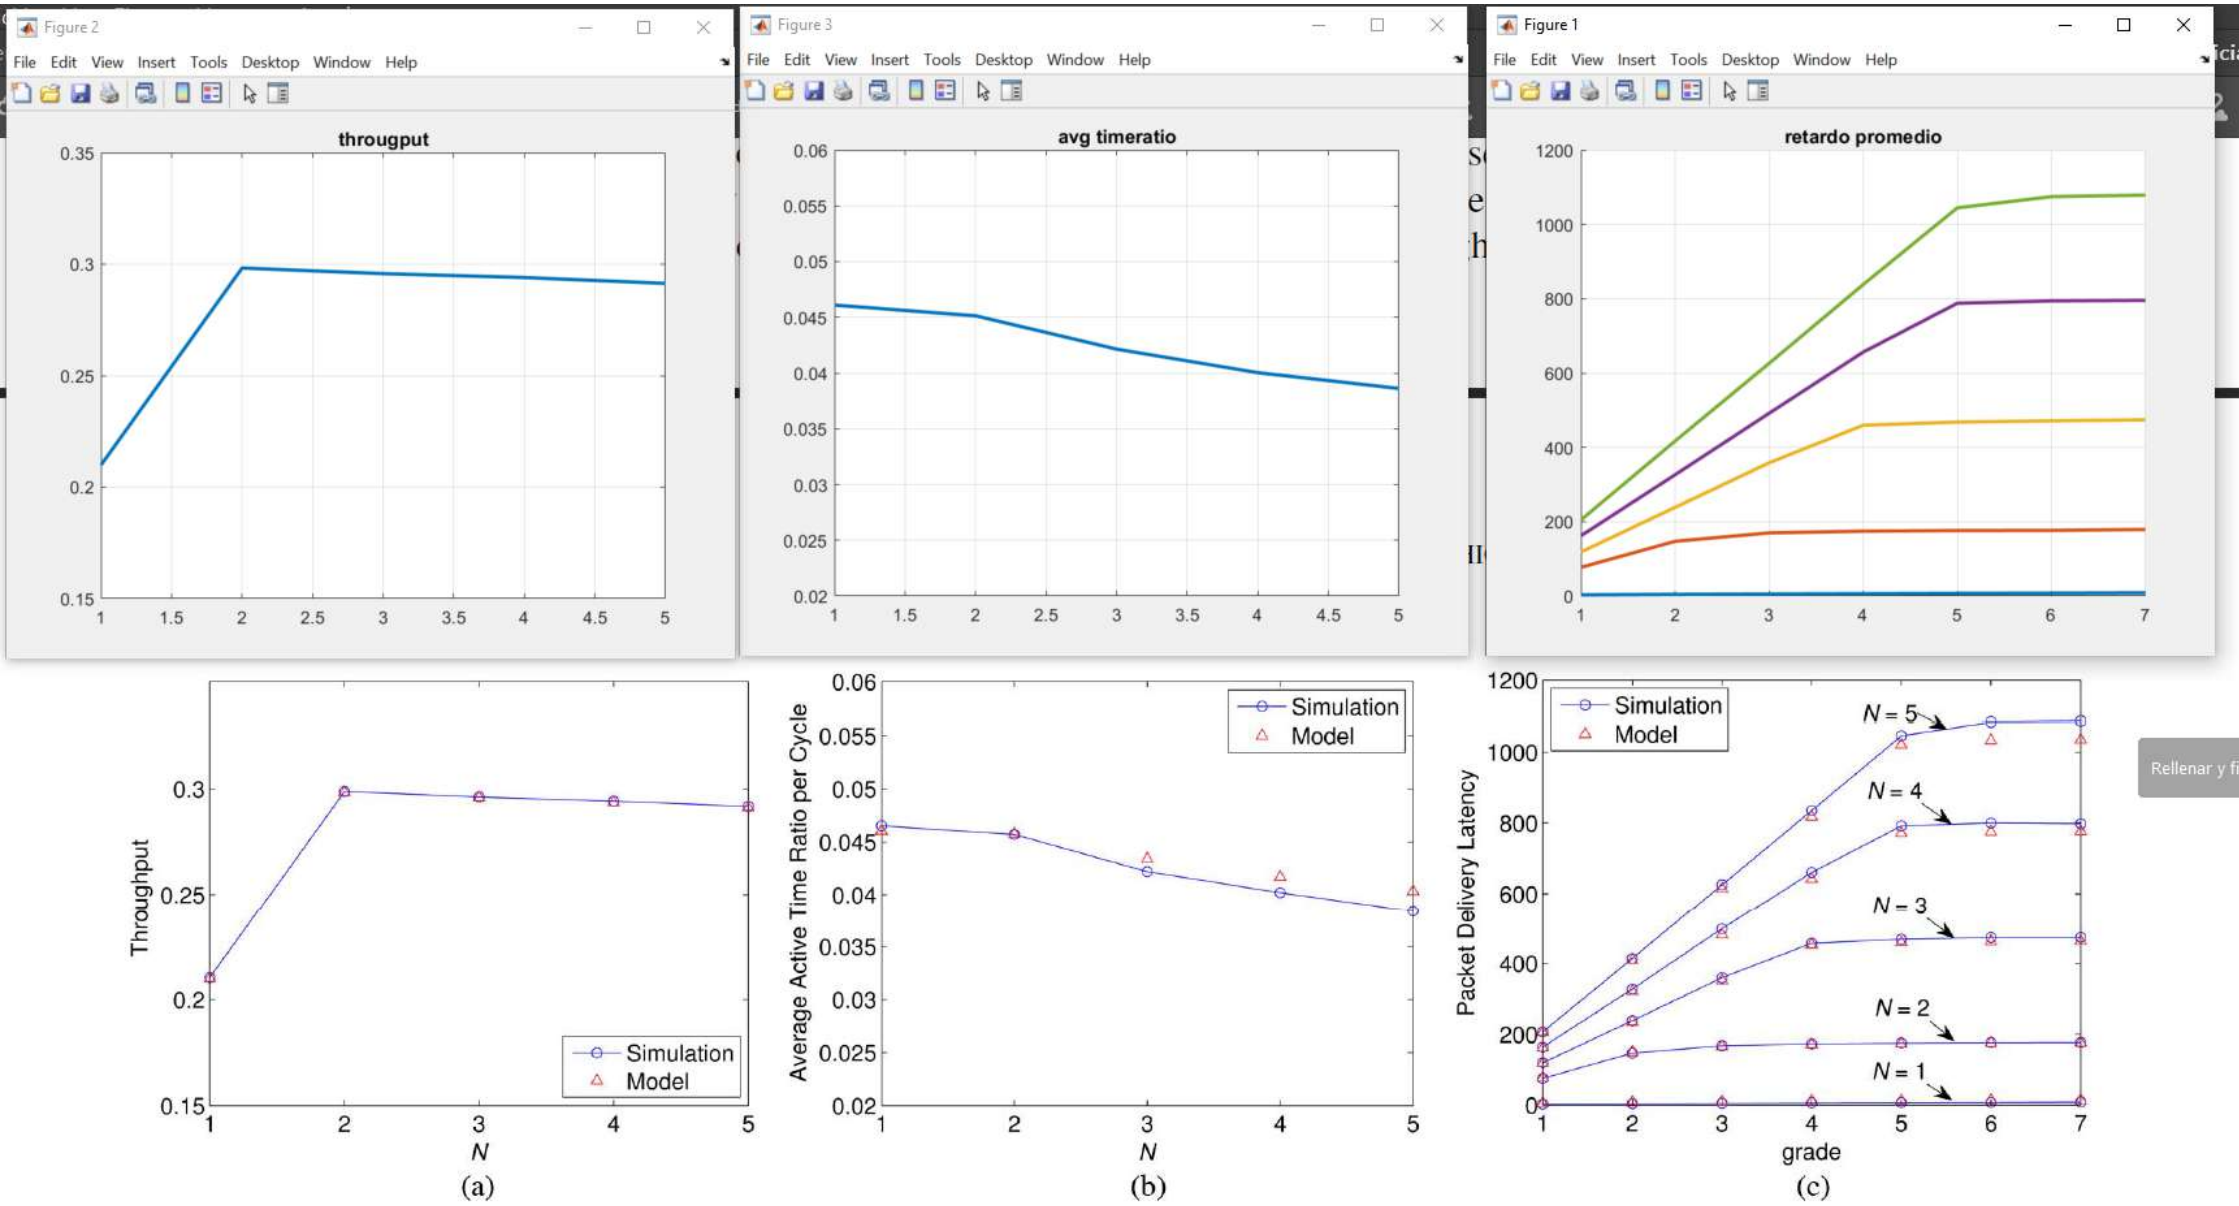 Figure 2
File Edit View Insert Tools Desktop Window Help
througput
0.35
0.3
0.25
0.2
0.15
1 1.5 2 2.5 3 3.5 4 4.5 5
Figure 3
File Edit View Insert Tools Desktop Window Help
avg timeratio
0.06
0.055
0.05
0.045
0.04
0.035
0.03
0.025
0.02
1 1.5 2 2.5 3 3.5 4 4.5 5
Figure 1
File Edit View Insert Tools Desktop Window Help
retardo promedio
1200
1000
800
600
400
200
0
1 2 3 4 5 6 7
Throughput
0.3
0.25
0.2
0.15
Simulation
Model
1 2 3 4 5
N
(a)
Average Active Time Ratio per Cycle
0.06
0.055
0.05
0.045
0.04
0.035
0.03
0.025
0.02
Simulation
Model
1 2 3 4 5
N
(b)
Packet Delivery Latency
1200
1000
800
600
400
200
0
Simulation
Model
N = 5
N = 4
N = 3
N = 2
N = 1
1 2 3 4 5 6 7
grade
(c)
Rellenar y fi